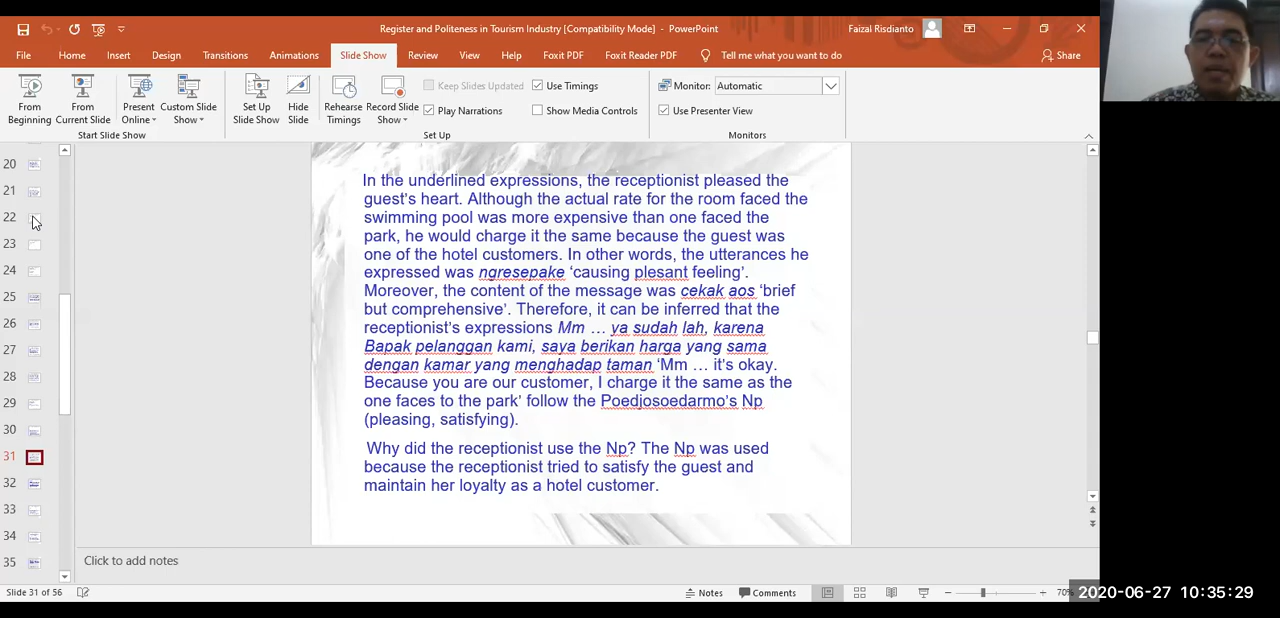 Register and Politeness in Tourism Industry [Compatibility Mode] - PowerPoint
Faizal Risdianto
File Home Insert Design Transitions Animations Slide Show Review View Help Foxit PDF Foxit Reader PDF Tell me what you want to do Share
From Beginning
From Current Slide
Present Online
Custom Slide Show
Start Slide Show
Set Up Slide Show
Hide Slide
Rehearse Timings
Record Slide Show
Keep Slides Updated
Play Narrations
Use Timings
Show Media Controls
Set Up
Monitor: Automatic
Use Presenter View
Monitors
20
21
22
23
24
25
26
27
28
29
30
31
32
33
34
35
In the underlined expressions, the receptionist pleased the
guest's heart. Although the actual rate for the room faced the
swimming pool was more expensive than one faced the
park, he would charge it the same because the guest was
one of the hotel customers. In other words, the utterances he
expressed was ngresepake ‘causing plesant feeling’.
Moreover, the content of the message was cekak aos ‘brief
but comprehensive’. Therefore, it can be inferred that the
receptionist's expressions Mm … ya sudah lah, karena
Bapak pelanggan kami, saya berikan harga yang sama
dengan kamar yang menghadap taman ‘Mm … it's okay.
Because you are our customer, I charge it the same as the
one faces to the park’ follow the Poedjosoedarmo's Np
(pleasing, satisfying).
Why did the receptionist use the Np? The Np was used
because the receptionist tried to satisfy the guest and
maintain her loyalty as a hotel customer.
Click to add notes
Slide 31 of 56
Notes
Comments
70%
2020-06-27 10:35:29